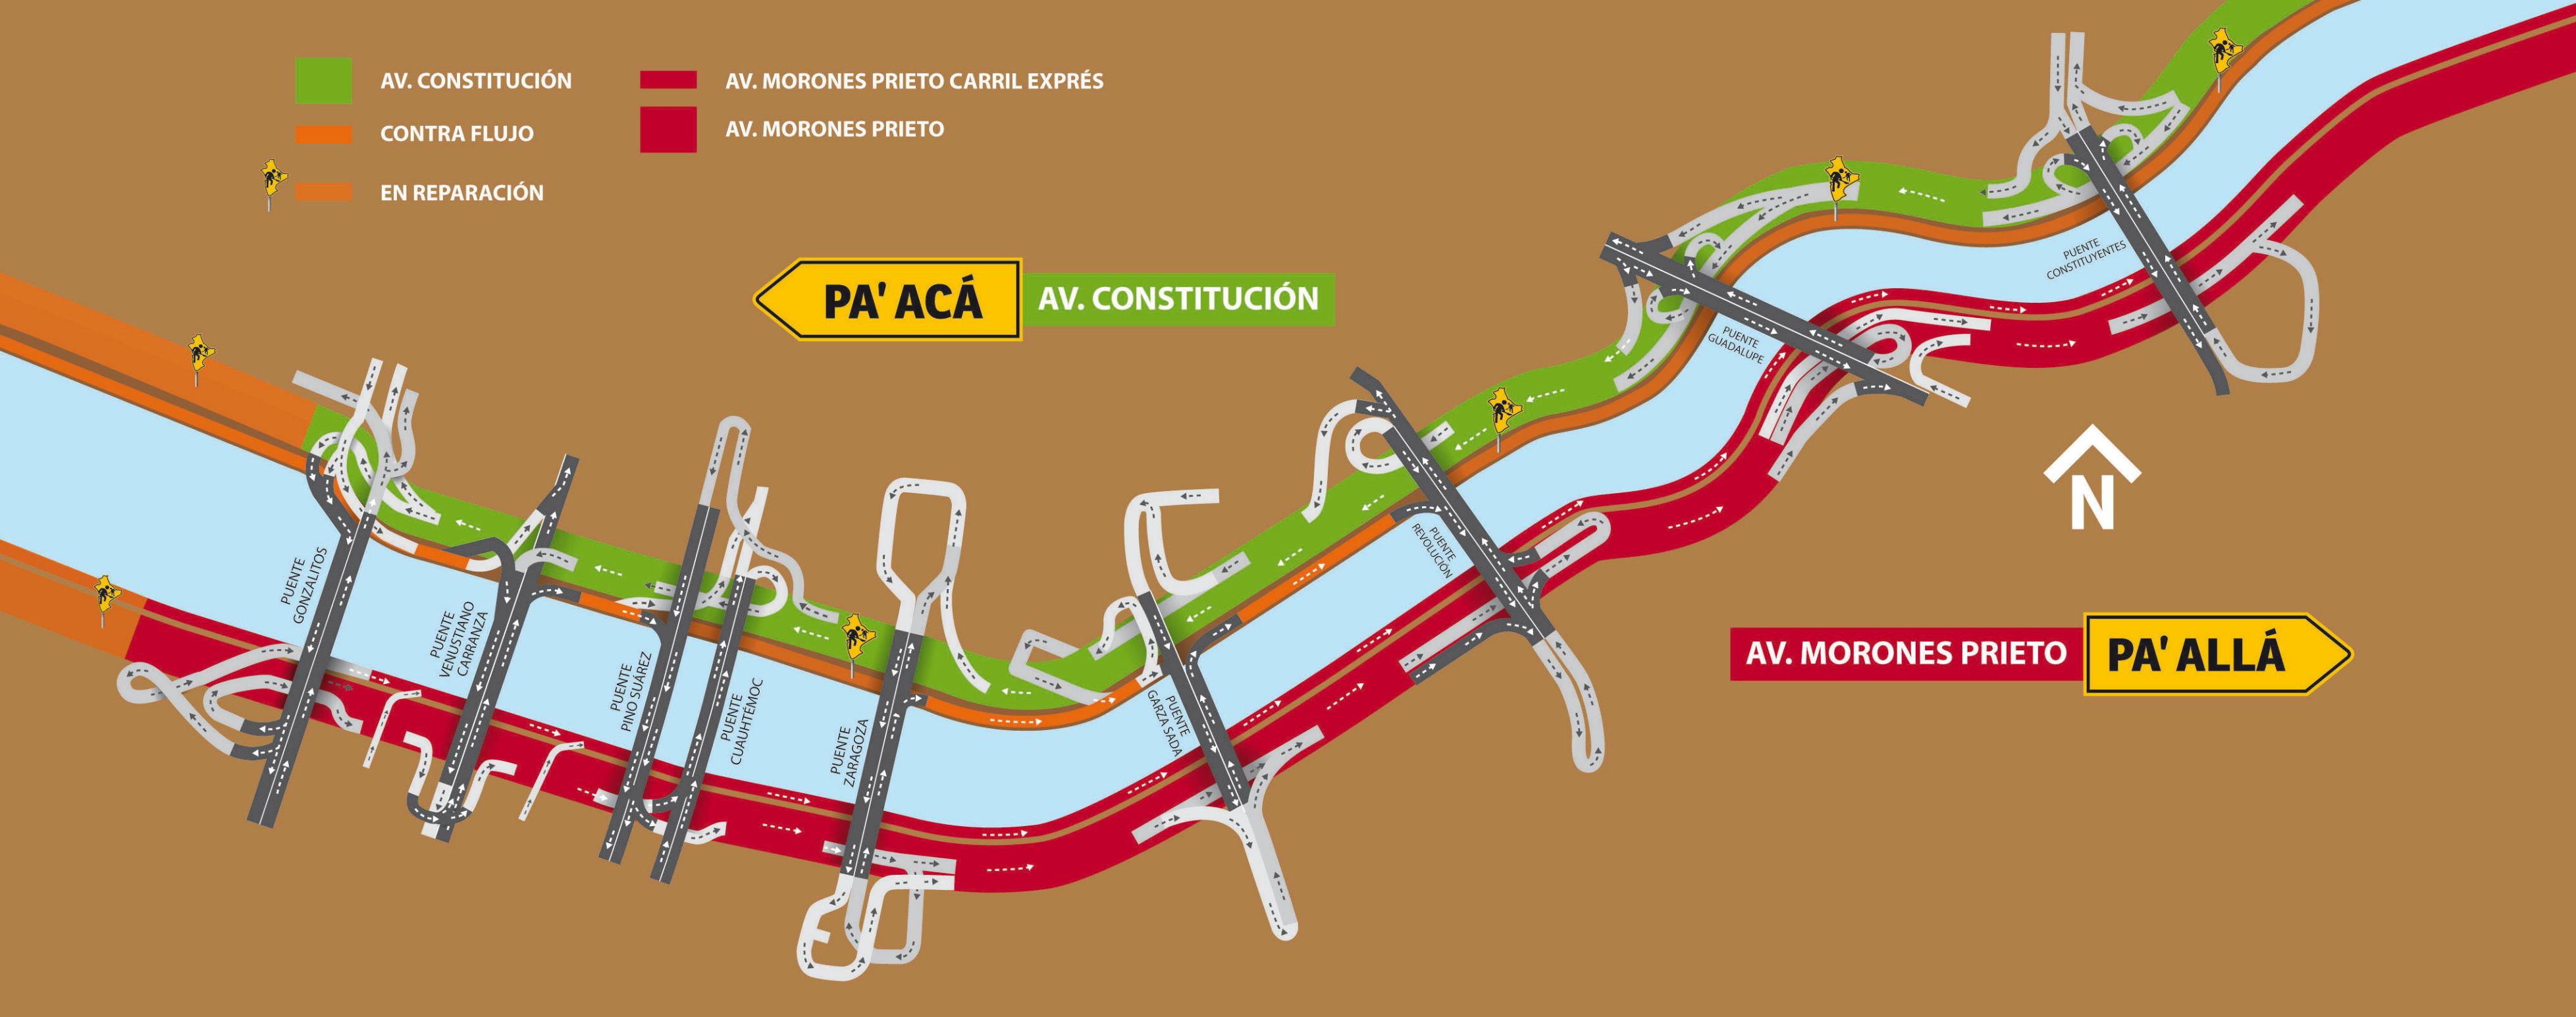 AV. CONSTITUCIÓN
CONTRA FLUJO
EN REPARACIÓN
AV. MORONES PRIETO CARRIL EXPRÉS
AV. MORONES PRIETO
PA' ACÁ
AV. CONSTITUCIÓN
PUENTE
CONSTITUYENTES
PUENTE
GUADALUPE
N
PUENTE
REVOLUCIÓN
PUENTE
GONZALITOS
PUENTE
VENUSTIANO
CARRANZA
PUENTE
PINO SUÁREZ
PUENTE
CUAUHTÉMOC
PUENTE
ZARAGOZA
PUENTE
GARZA SADA
AV. MORONES PRIETO
PA' ALLÁ